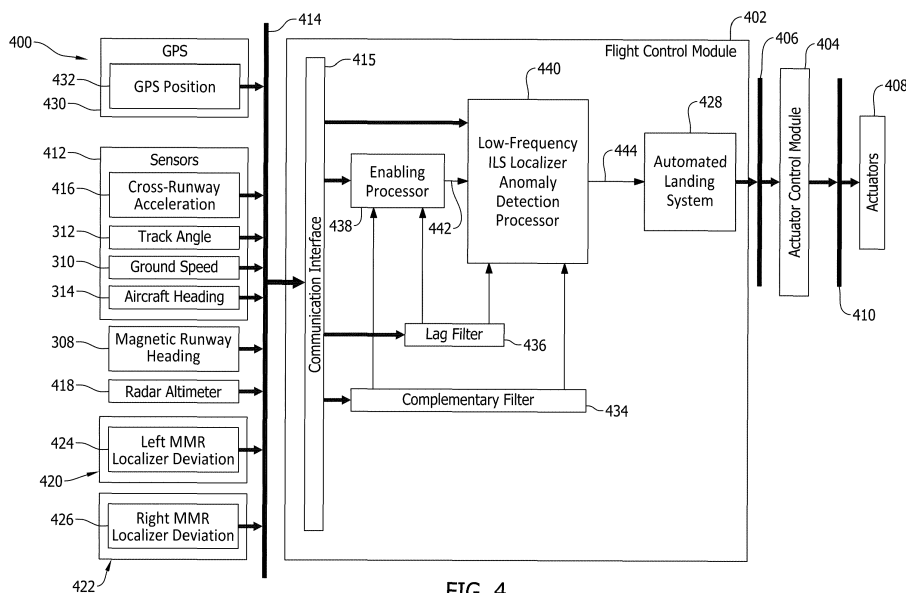 400
414
402
GPS
Flight Control Module
432
GPS Position
430
415
440
406
404
408
412
Sensors
416
Cross-Runway
Acceleration
312
Track Angle
310
Ground Speed
314
Aircraft Heading
308
Magnetic Runway
Heading
418
Radar Altimeter
424
Left MMR
Localizer Deviation
420
426
Right MMR
Localizer Deviation
422
Communication Interface
Enabling
Processor
438
442
Low-Frequency
ILS Localizer
Anomaly
Detection
Processor
444
428
Automated
Landing
System
Actuator Control Module
Actuators
410
Lag Filter
436
Complementary Filter
434
FIG. 4